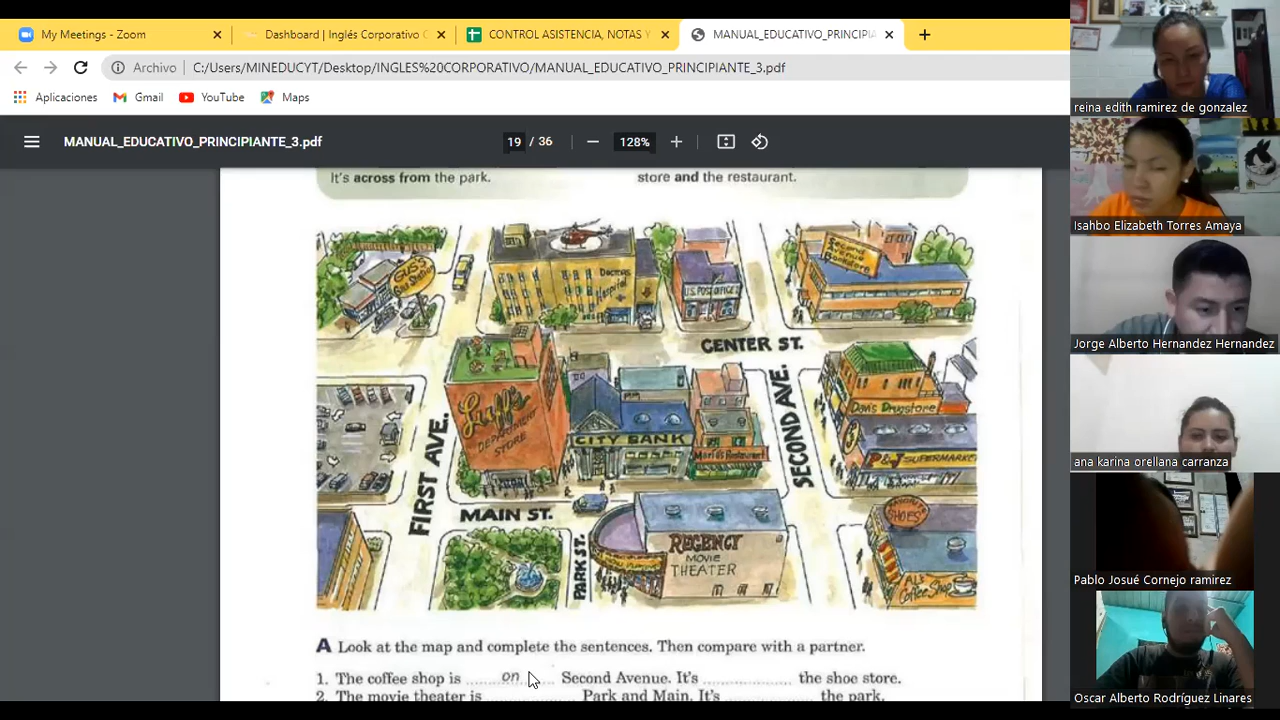 My Meetings - Zoom
Dashboard | Inglés Corporativo C
CONTROL ASISTENCIA, NOTAS Y
MANUAL_EDUCATIVO_PRINCIPIA
Archivo
C:/Users/MINEDUCYT/Desktop/INGLES%20CORPORATIVO/MANUAL_EDUCATIVO_PRINCIPIANTE_3.pdf
Aplicaciones
Gmail
YouTube
Maps
MANUAL_EDUCATIVO_PRINCIPIANTE_3.pdf
19 / 36
128%
It's across from the park.
store and the restaurant.
GUS's
Gas Station
Hospital
U.S. POST OFFICE
Second
Avenue
Bookstore
CENTER ST.
Luff's
DEPARTMENT
STORE
CITY BANK
Maria's Restaurant
Dan's Drugstore
P&J SUPERMARKET
FIRST AVE.
SECOND AVE.
MAIN ST.
PARK ST.
REGENCY
MOVIE
THEATER
SHOES
AL's
Coffee Shop
A Look at the map and complete the sentences. Then compare with a partner.
1. The coffee shop is on Second Avenue. It's the shoe store.
2. The movie theater is Park and Main. It's the park.
reina edith ramirez de gonzalez
Isahbo Elizabeth Torres Amaya
Jorge Alberto Hernandez Hernandez
ana karina orellana carranza
Pablo Josué Cornejo ramirez
Oscar Alberto Rodríguez Linares